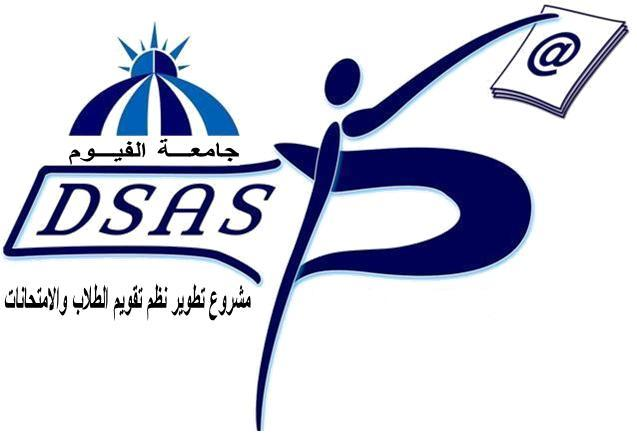 @
جامعة الفيوم
DSAS
مشروع تطوير نظم تقويم الطلاب والامتحانات